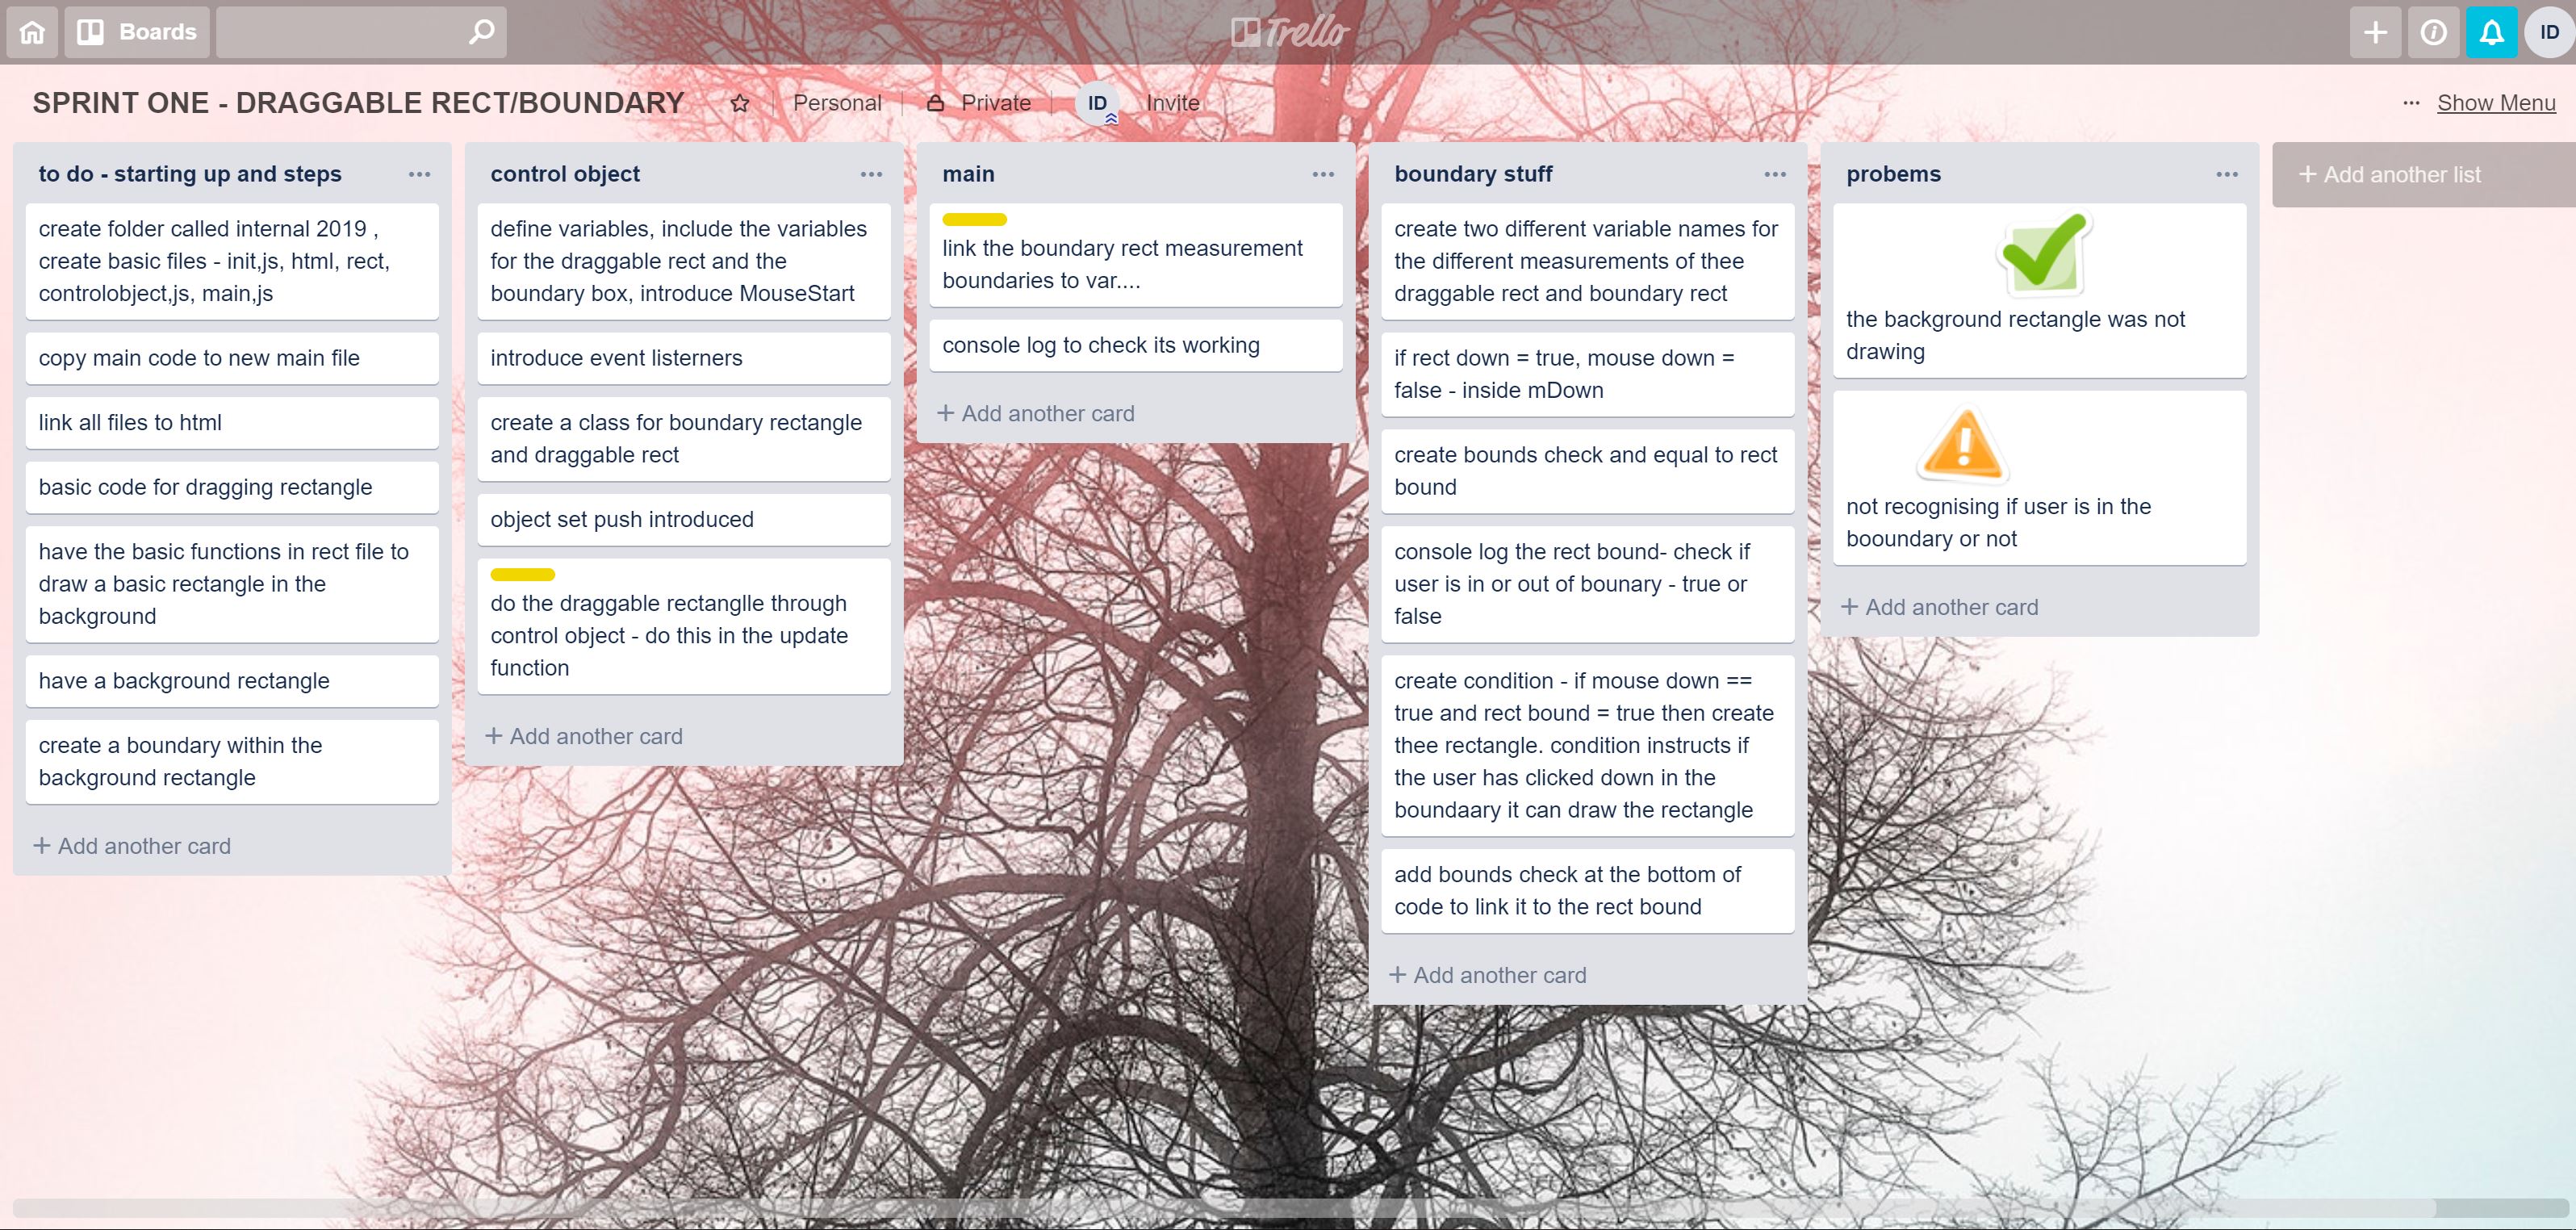 Boards
Trello
ID
SPRINT ONE - DRAGGABLE RECT/BOUNDARY
Personal
Private
ID
Invite
... Show Menu
to do - starting up and steps
create folder called internal 2019 ,
create basic files - init,js, html, rect,
controlobject,js, main,js
copy main code to new main file
link all files to html
basic code for dragging rectangle
have the basic functions in rect file to
draw a basic rectangle in the
background
have a background rectangle
create a boundary within the
background rectangle
+ Add another card
control object
define variables, include the variables
for the draggable rect and the
boundary box, introduce MouseStart
introduce event listerners
create a class for boundary rectangle
and draggable rect
object set push introduced
do the draggable rectanglle through
control object - do this in the update
function
+ Add another card
main
link the boundary rect measurement
boundaries to var....
console log to check its working
+ Add another card
boundary stuff
create two different variable names for
the different measurements of thee
draggable rect and boundary rect
if rect down = true, mouse down =
false - inside mDown
create bounds check and equal to rect
bound
console log the rect bound- check if
user is in or out of bounary - true or
false
create condition - if mouse down ==
true and rect bound = true then create
thee rectangle. condition instructs if
the user has clicked down in the
boundaary it can draw the rectangle
add bounds check at the bottom of
code to link it to the rect bound
+ Add another card
probems
the background rectangle was not
drawing
not recognising if user is in the
booundary or not
+ Add another card
+ Add another list